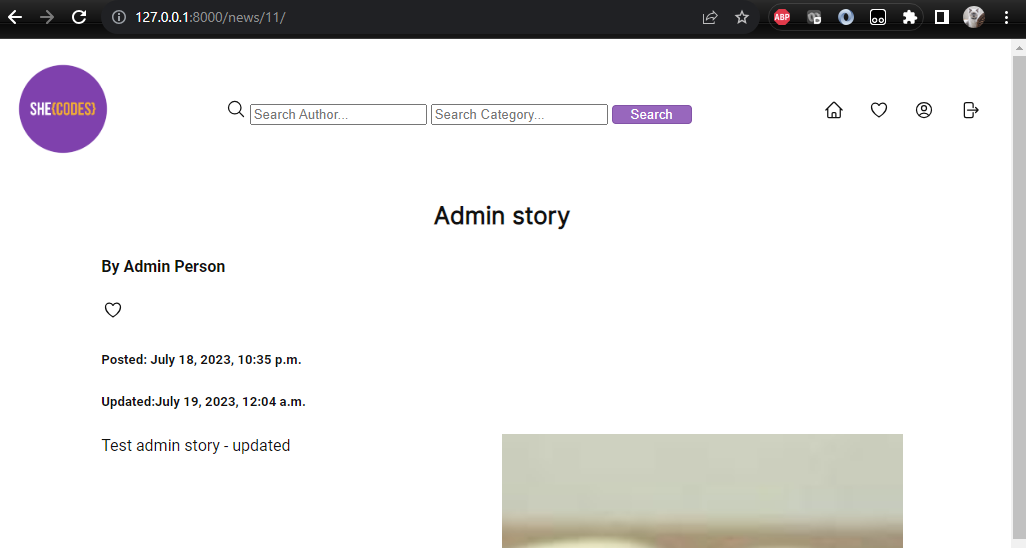 127.0.0.1:8000/news/11/
ABP
SHE{CODES}
Search Author...
Search Category...
Search
Admin story
By Admin Person
Posted: July 18, 2023, 10:35 p.m.
Updated:July 19, 2023, 12:04 a.m.
Test admin story - updated